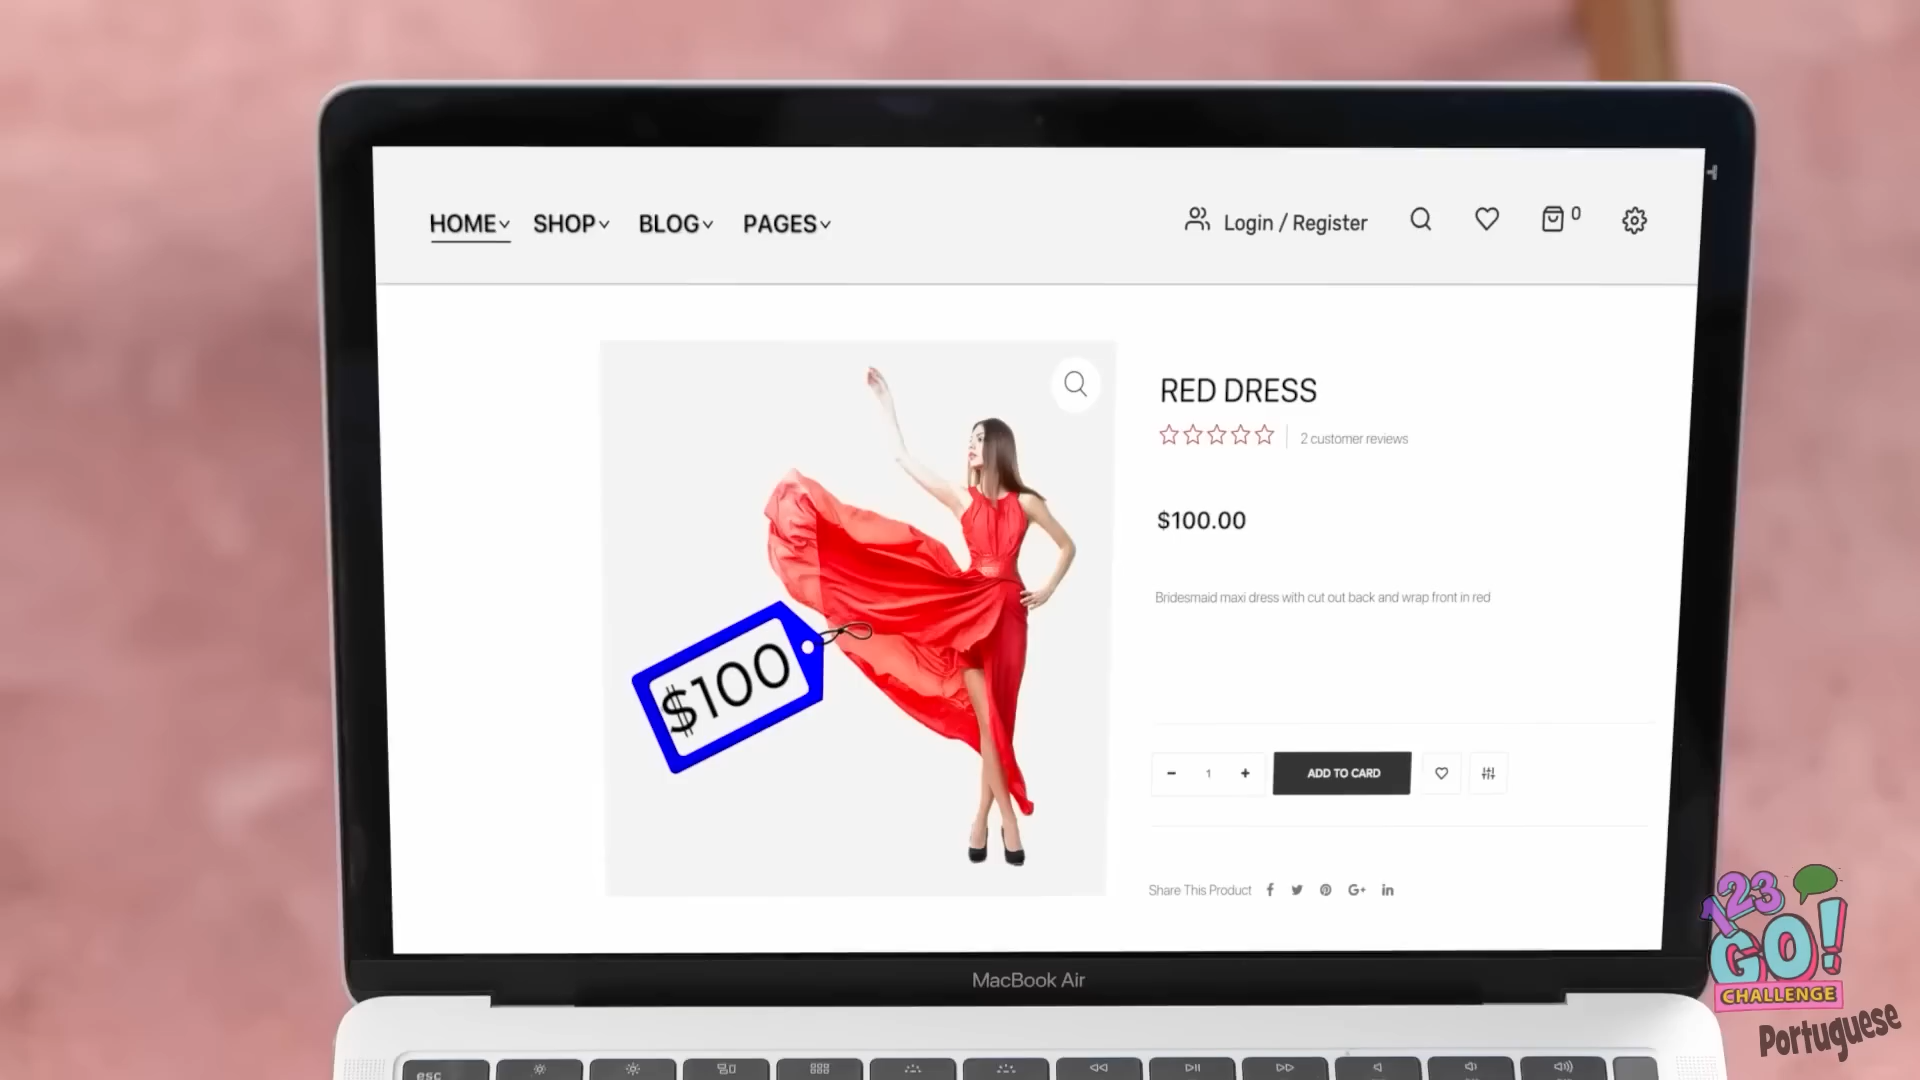 HOME SHOP BLOG PAGES Login / Register 0
RED DRESS
2 customer reviews
$100.00
Bridesmaid maxi dress with cut out back and wrap front in red
$100
- 1 + ADD TO CARD
Share This Product f G+ in
MacBook Air
esc
123
GO!
CHALLENGE
Portuguese